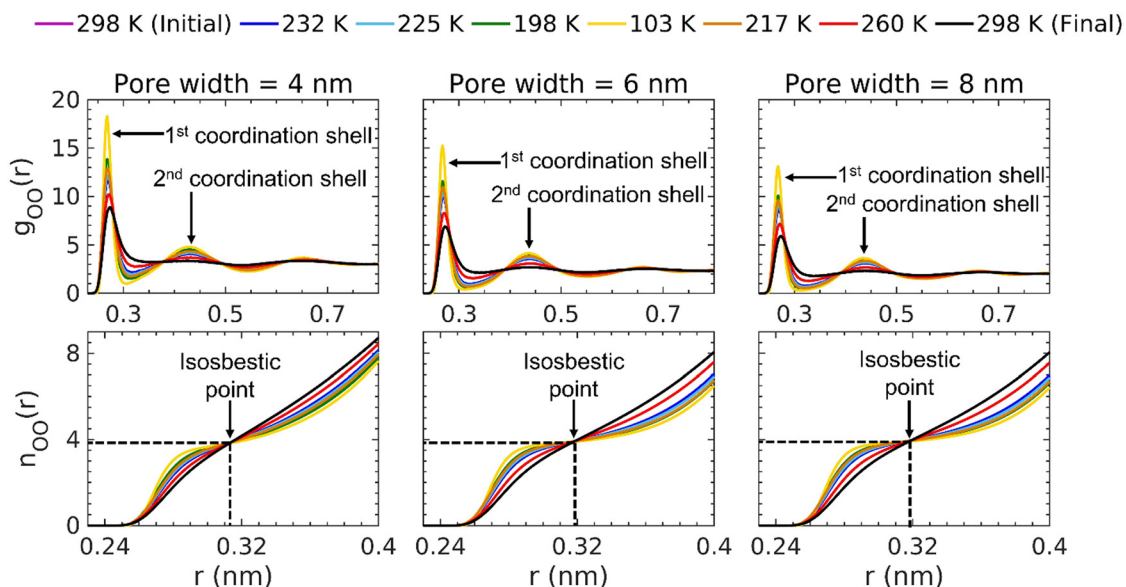 298 K (Initial) 232 K 225 K 198 K 103 K 217 K 260 K 298 K (Final)
Pore width = 4 nm Pore width = 6 nm Pore width = 8 nm
20
15
10
5
0
g_OO(r)
1st coordination shell
2nd coordination shell
0.3 0.5 0.7
1st coordination shell
2nd coordination shell
0.3 0.5 0.7
1st coordination shell
2nd coordination shell
0.3 0.5 0.7
8
4
0
n_OO(r)
Isosbestic
point
0.24 0.32 0.4
r (nm)
Isosbestic
point
0.24 0.32 0.4
r (nm)
Isosbestic
point
0.24 0.32 0.4
r (nm)